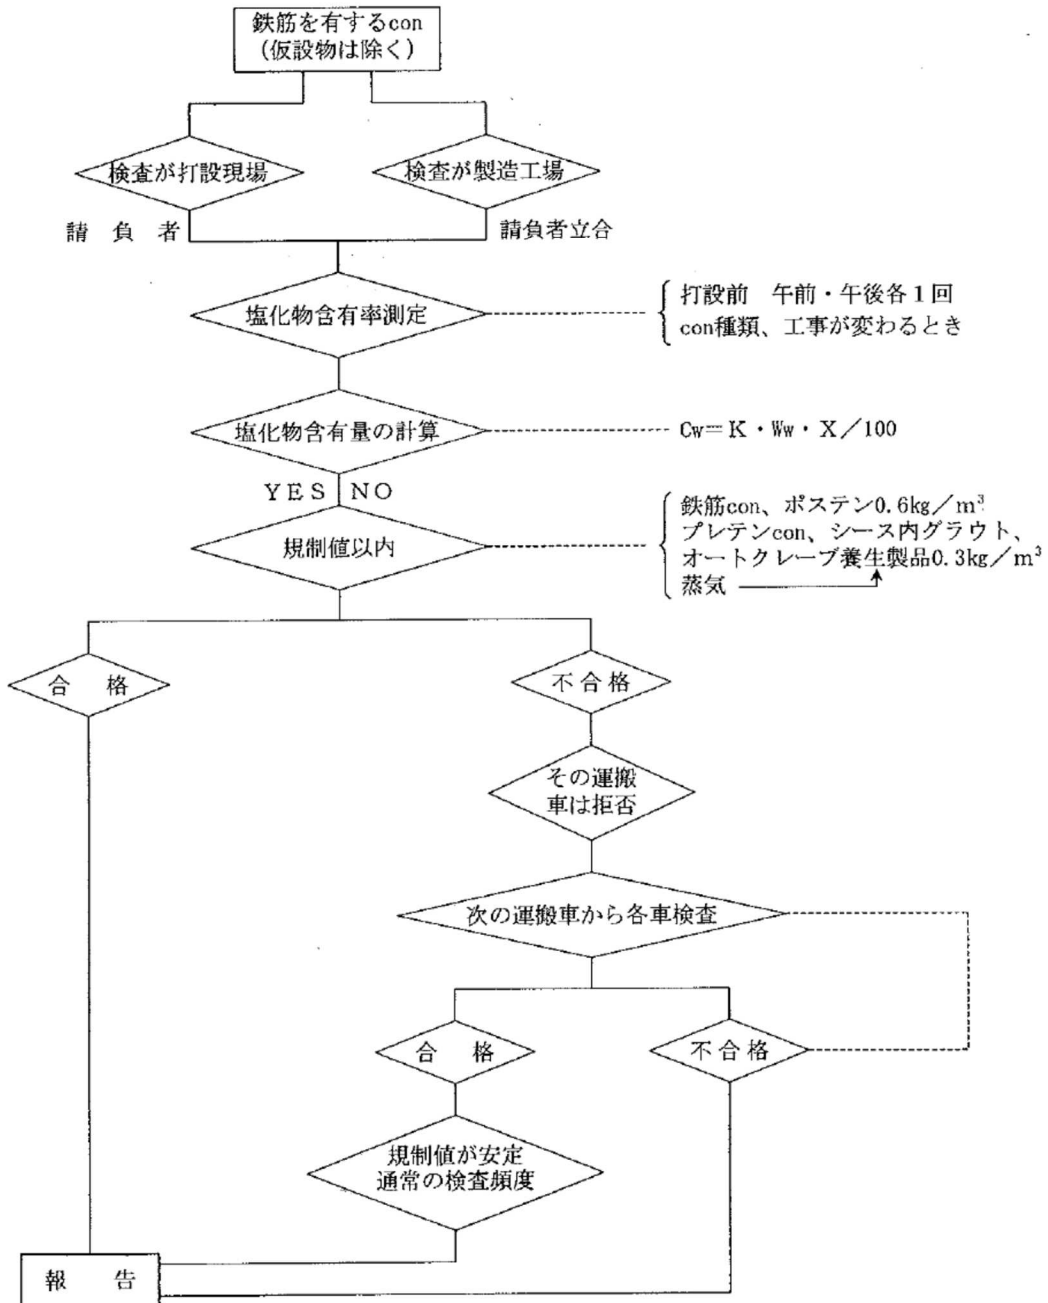 鉄筋を有するcon
（仮設物は除く）
検査が打設現場
検査が製造工場
請負者
請負者立合
塩化物含有率測定
打設前　午前・午後各1回
con種類、工事が変わるとき
塩化物含有量の計算
Cw＝K・Ww・X／100
YES NO
規制値以内
鉄筋con、ポステン0.6kg／m³
プレテンcon、シース内グラウト、
オートクレーブ養生製品0.3kg／m³
蒸気
合格
不合格
その運搬
車は拒否
次の運搬車から各車検査
合格
不合格
規制値が安定
通常の検査頻度
報告